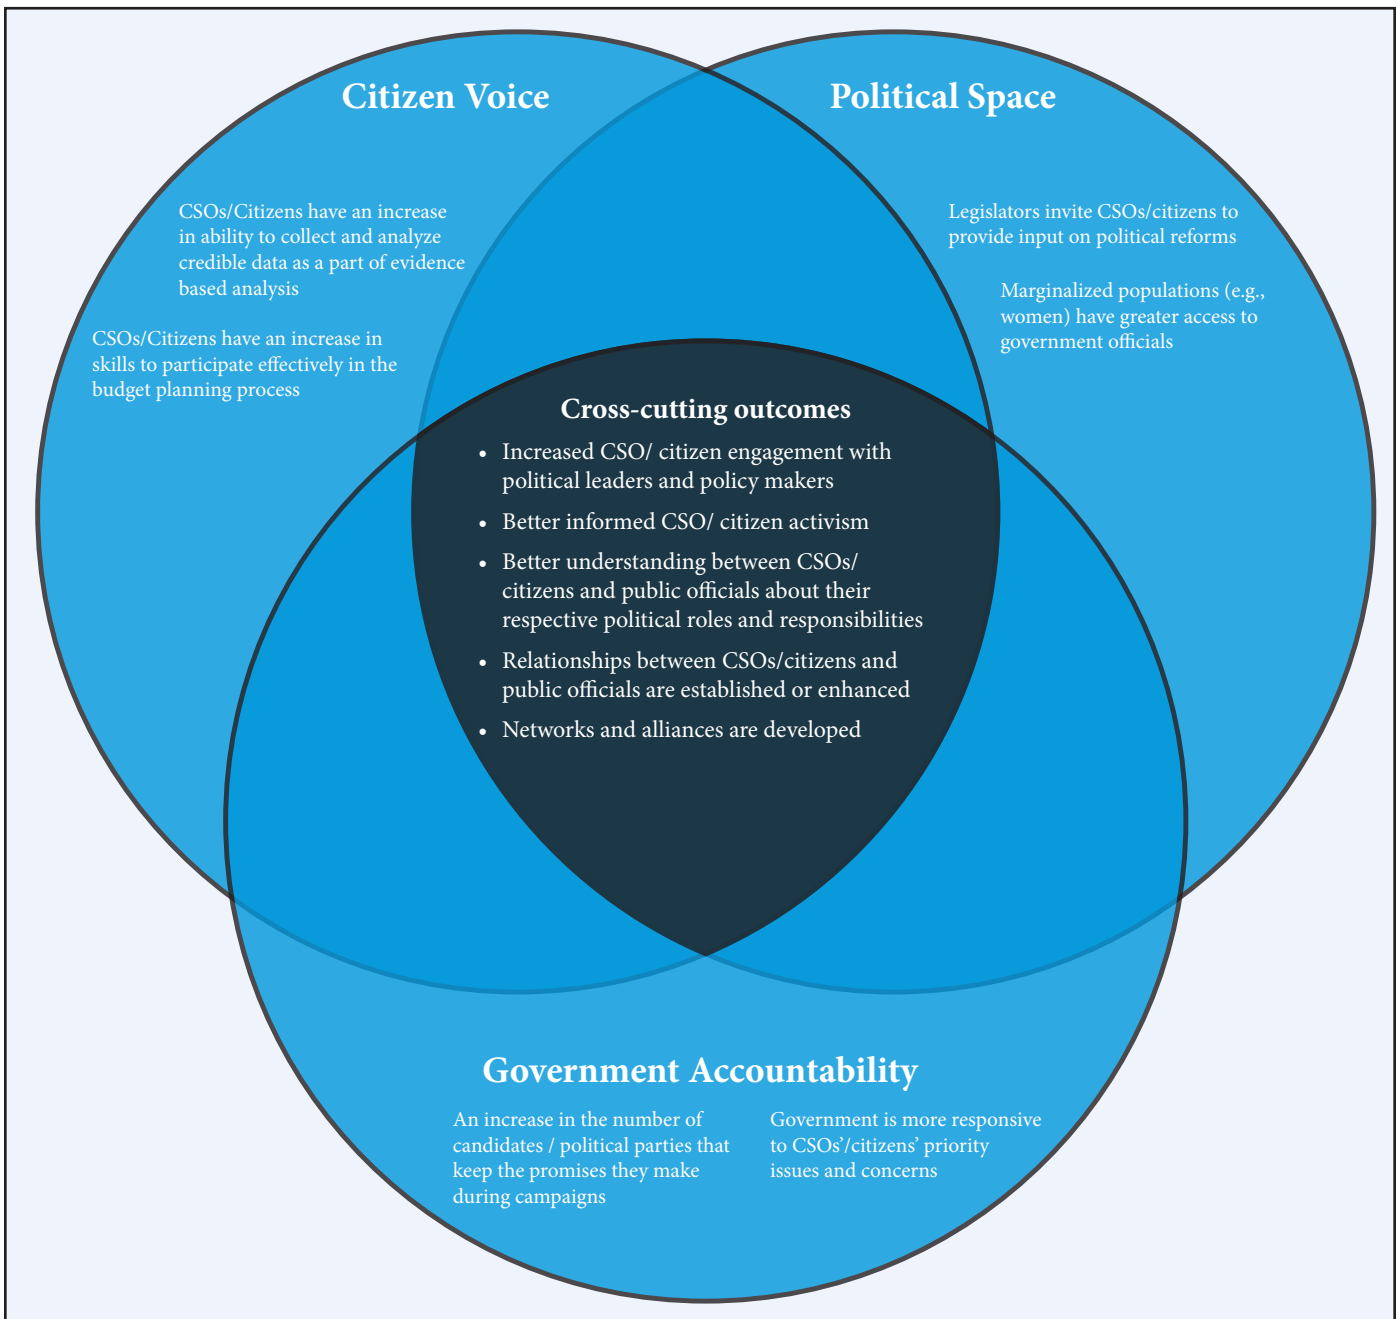 Citizen Voice
CSOs/Citizens have an increase
in ability to collect and analyze
credible data as a part of evidence
based analysis
CSOs/Citizens have an increase in
skills to participate effectively in the
budget planning process
Political Space
Legislators invite CSOs/citizens to
provide input on political reforms
Marginalized populations (e.g.,
women) have greater access to
government officials
Cross-cutting outcomes
• Increased CSO/ citizen engagement with
political leaders and policy makers
• Better informed CSO/ citizen activism
• Better understanding between CSOs/
citizens and public officials about their
respective political roles and responsibilities
• Relationships between CSOs/citizens and
public officials are established or enhanced
• Networks and alliances are developed
Government Accountability
An increase in the number of
candidates / political parties that
keep the promises they make
during campaigns
Government is more responsive
to CSOs’/citizens’ priority
issues and concerns